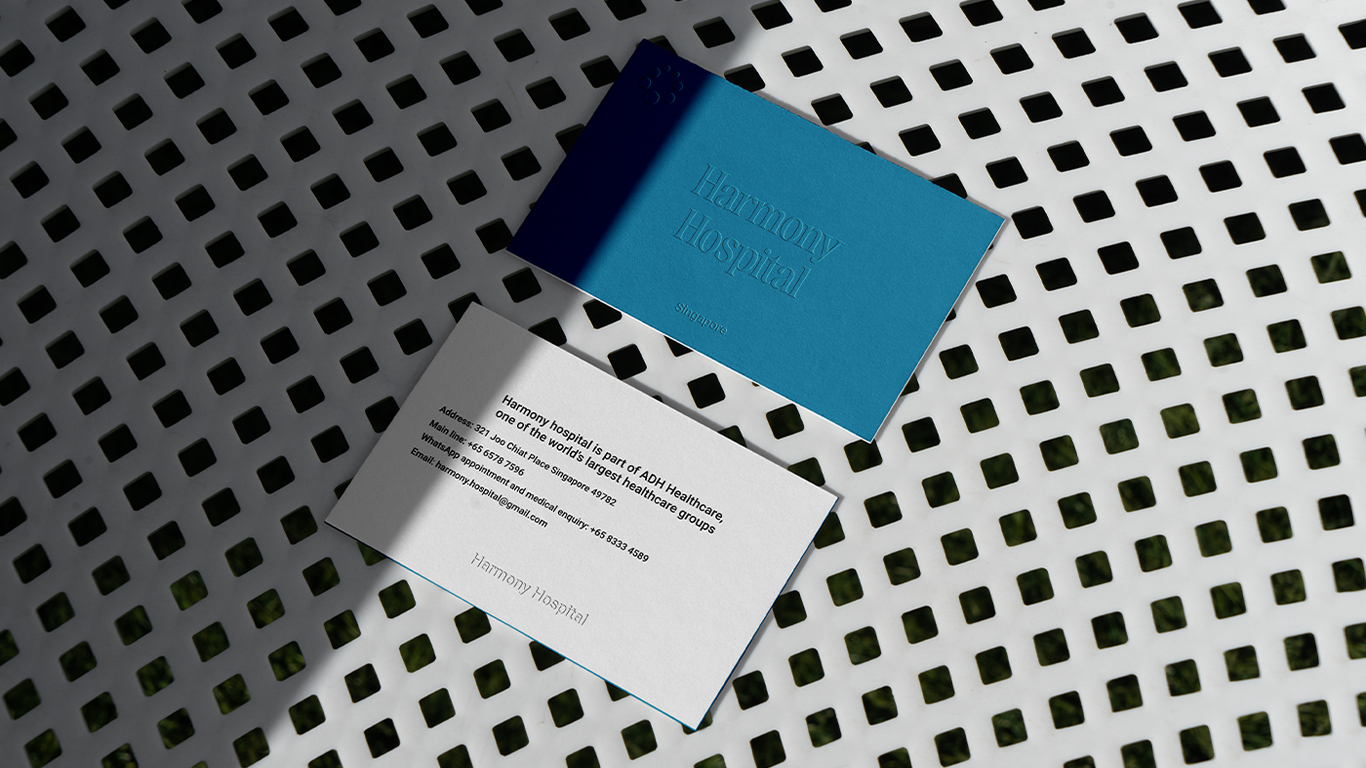 Harmony
Hospital
Singapore
Harmony hospital is part of ADH Healthcare,
one of the world's largest healthcare groups
Address: 321 Joo Chiat Place Singapore 49782
Main line: +65 6578 7596
WhatsApp appointment and medical enquiry: +65 8333 4589
Email: harmony.hospital@gmail.com
Harmony Hospital